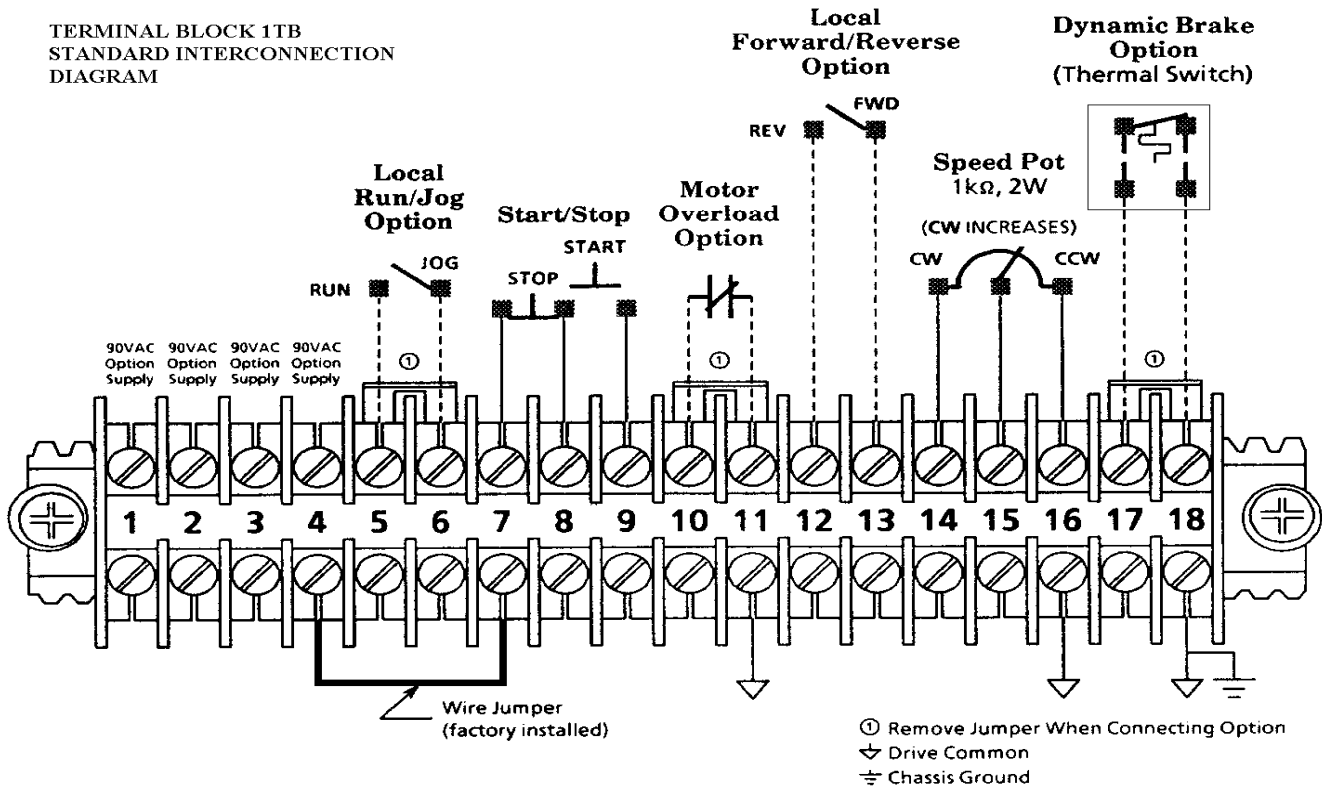 TERMINAL BLOCK 1TB
STANDARD INTERCONNECTION
DIAGRAM
Local
Forward/Reverse
Option
Dynamic Brake
Option
(Thermal Switch)
REV
FWD
Local
Run/Jog
Option
Start/Stop
Motor
Overload
Option
Speed Pot
1kΩ, 2W
(CW INCREASES)
CW
CCW
RUN
JOG
STOP
START
90VAC
Option
Supply
90VAC
Option
Supply
90VAC
Option
Supply
90VAC
Option
Supply
①
①
①
1 2 3 4 5 6 7 8 9 10 11 12 13 14 15 16 17 18
Wire Jumper
(factory installed)
① Remove Jumper When Connecting Option
Drive Common
Chassis Ground